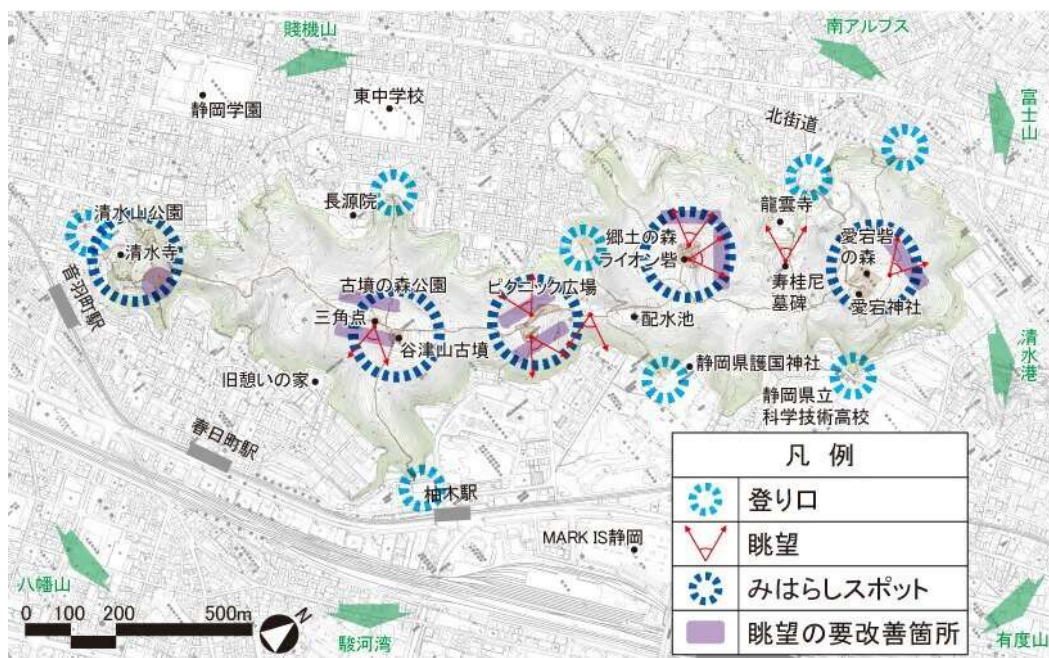 賤機山
南アルプス
富士山
静岡学園
東中学校
北街道
清水山公園
清水寺
長源院
龍雲寺
郷土の森
ライオン砦
愛宕砦
の森
音羽町駅
古墳の森公園
ピクニック広場
寿桂尼
墓碑
愛宕神社
三角点
谷津山古墳
配水池
清水港
旧憩いの家
静岡県護国神社
静岡県立
科学技術高校
春日町駅
柚木駅
MARK IS静岡
凡 例
登り口
眺望
みはらしスポット
眺望の要改善箇所
八幡山
0 100 200 500m
N
駿河湾
有度山